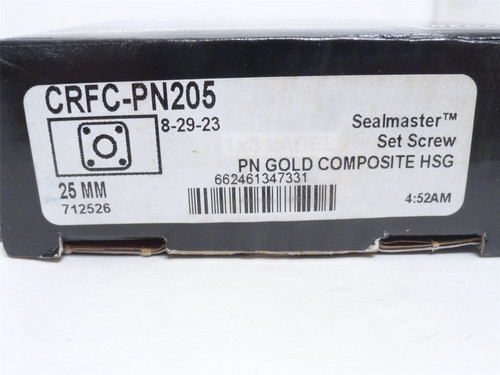 CRFC-PN205
8-29-23
Sealmaster™
Set Screw
PN GOLD COMPOSITE HSG
25 MM
662461347331
712526
4:52AM